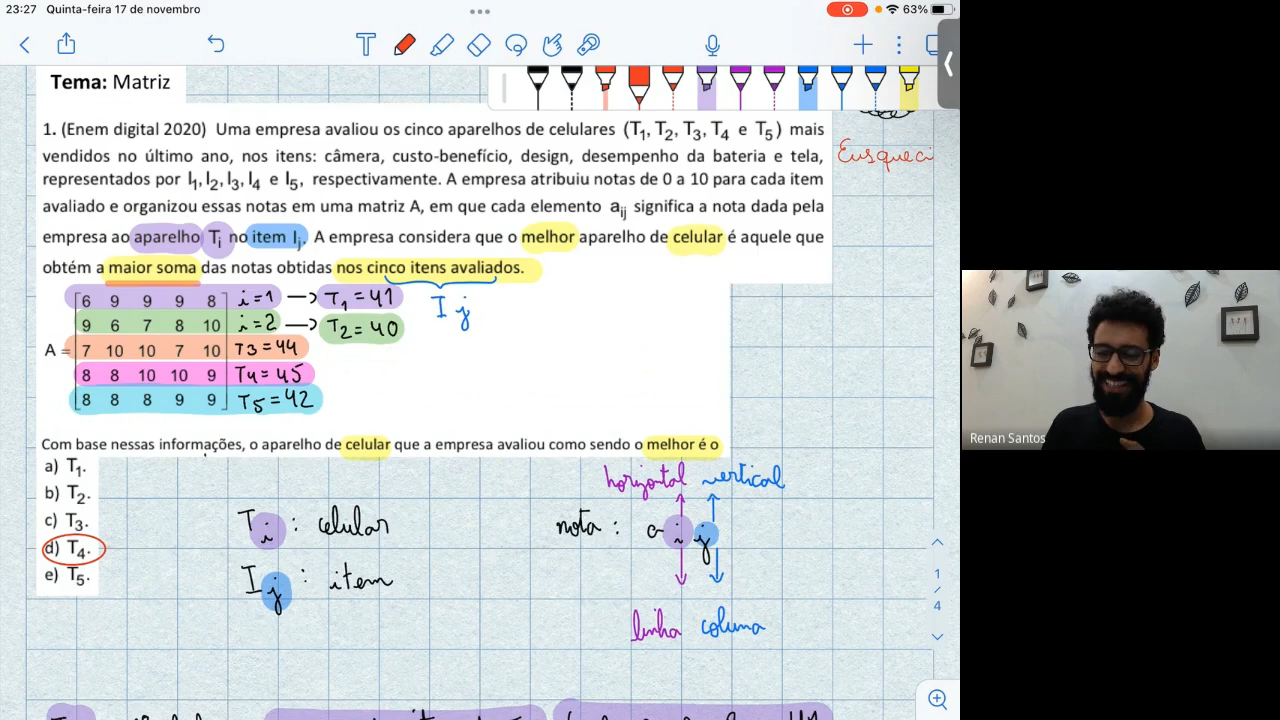 23:27 Quinta-feira 17 de novembro
63%
Tema: Matriz
Eusqueci
1. (Enem digital 2020) Uma empresa avaliou os cinco aparelhos de celulares (T₁, T₂, T₃, T₄ e T₅) mais
vendidos no último ano, nos itens: câmera, custo-benefício, design, desempenho da bateria e tela,
representados por I₁, I₂, I₃, I₄ e I₅, respectivamente. A empresa atribuiu notas de 0 a 10 para cada item
avaliado e organizou essas notas em uma matriz A, em que cada elemento aᵢⱼ significa a nota dada pela
empresa ao aparelho Tᵢ no item Iⱼ. A empresa considera que o melhor aparelho de celular é aquele que
obtém a maior soma das notas obtidas nos cinco itens avaliados.
6 9 9 9 8 i=1 → T₁ = 41
I j
9 6 7 8 10 i=2 → T₂ = 40
A = 7 10 10 7 10 T3 = 44
8 8 10 10 9 T4 = 45
8 8 8 9 9 T5 = 42
Com base nessas informações, o aparelho de celular que a empresa avaliou como sendo o melhor é o
a) T₁.
b) T₂.
c) T₃.
d) T₄.
e) T₅.
horizontal vertical
Ti : celular
nota : a i j
Ij : item
linha coluna
1
/
4
Renan Santos